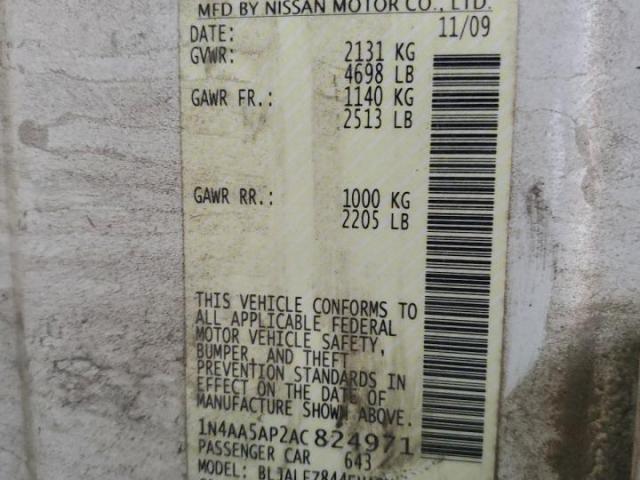 MFD BY NISSAN MOTOR CO., LTD.
DATE: 11/09
GVWR: 2131 KG
4698 LB
GAWR FR.: 1140 KG
2513 LB
GAWR RR.: 1000 KG
2205 LB
THIS VEHICLE CONFORMS TO
ALL APPLICABLE FEDERAL
MOTOR VEHICLE SAFETY,
BUMPER, AND THEFT
PREVENTION STANDARDS IN
EFFECT ON THE DATE OF
MANUFACTURE SHOWN ABOVE.
1N4AA5AP2AC824971
PASSENGER CAR 643
MODEL: